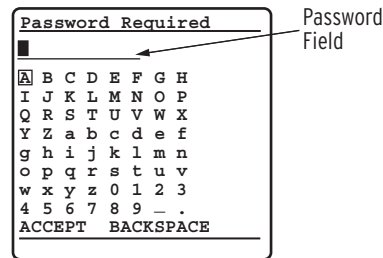 Password Required
Password
Field
A B C D E F G H
I J K L M N O P
Q R S T U V W X
Y Z a b c d e f
g h i j k l m n
o p q r s t u v
w x y z 0 1 2 3
4 5 6 7 8 9 _ .
ACCEPT BACKSPACE